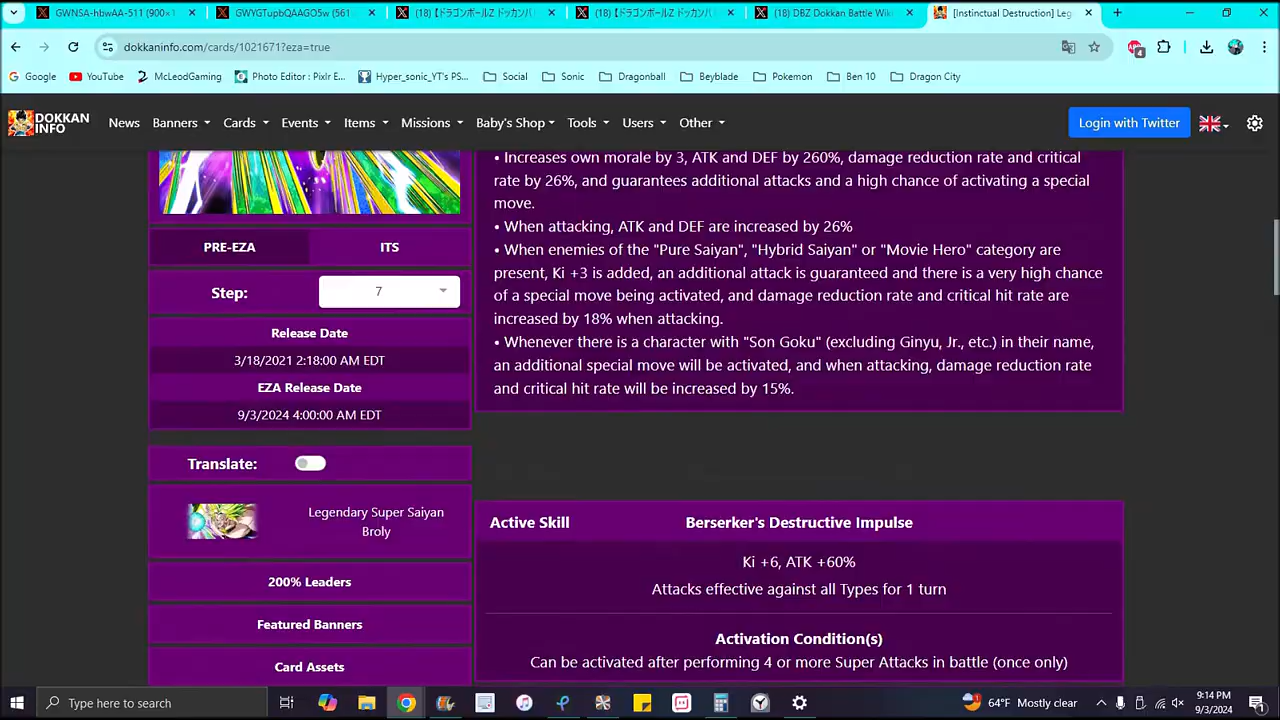 GWNSA-hbwAA-511 (900×1
GWYGTupbQAAGO5w (561
(18) 【ドラゴンボールZ ドッカンバ
(18) 【ドラゴンボールZ ドッカンバ
(18) DBZ Dokkan Battle Wiki
[Instinctual Destruction] Leg
dokkaninfo.com/cards/1021671?eza=true
4
Google
YouTube
McLeodGaming
Photo Editor : Pixlr E...
Hyper_sonic_YT's PS...
Social
Sonic
Dragonball
Beyblade
Pokemon
Ben 10
Dragon City
DOKKAN
INFO
News
Banners
Cards
Events
Items
Missions
Baby's Shop
Tools
Users
Other
Login with Twitter
• Increases own morale by 3, ATK and DEF by 260%, damage reduction rate and critical
rate by 26%, and guarantees additional attacks and a high chance of activating a special
move.
• When attacking, ATK and DEF are increased by 26%
• When enemies of the "Pure Saiyan", "Hybrid Saiyan" or "Movie Hero" category are
present, Ki +3 is added, an additional attack is guaranteed and there is a very high chance
of a special move being activated, and damage reduction rate and critical hit rate are
increased by 18% when attacking.
• Whenever there is a character with "Son Goku" (excluding Ginyu, Jr., etc.) in their name,
an additional special move will be activated, and when attacking, damage reduction rate
and critical hit rate will be increased by 15%.
PRE-EZA
ITS
Step:
7
Release Date
3/18/2021 2:18:00 AM EDT
EZA Release Date
9/3/2024 4:00:00 AM EDT
Translate:
Legendary Super Saiyan
Broly
200% Leaders
Featured Banners
Card Assets
Active Skill
Berserker's Destructive Impulse
Ki +6, ATK +60%
Attacks effective against all Types for 1 turn
Activation Condition(s)
Can be activated after performing 4 or more Super Attacks in battle (once only)
Type here to search
64°F Mostly clear
9:14 PM
9/3/2024